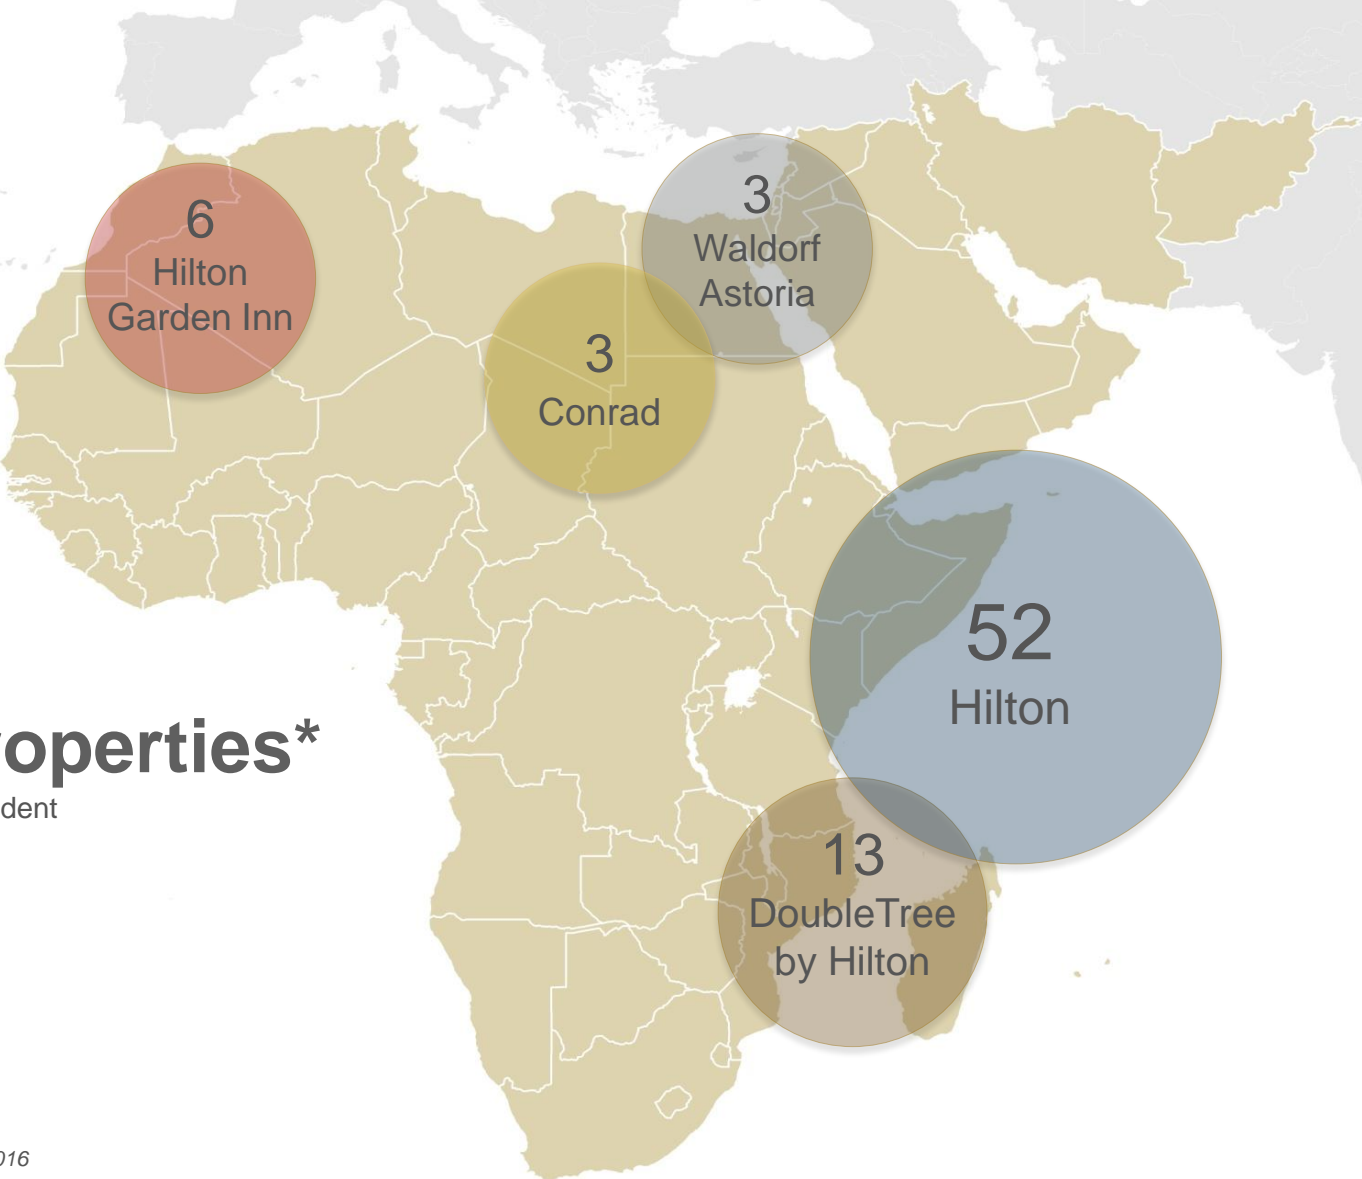 6
Hilton
Garden Inn
3
Waldorf
Astoria
3
Conrad
52
Hilton
operties*
dent
13
DoubleTree
by Hilton
016